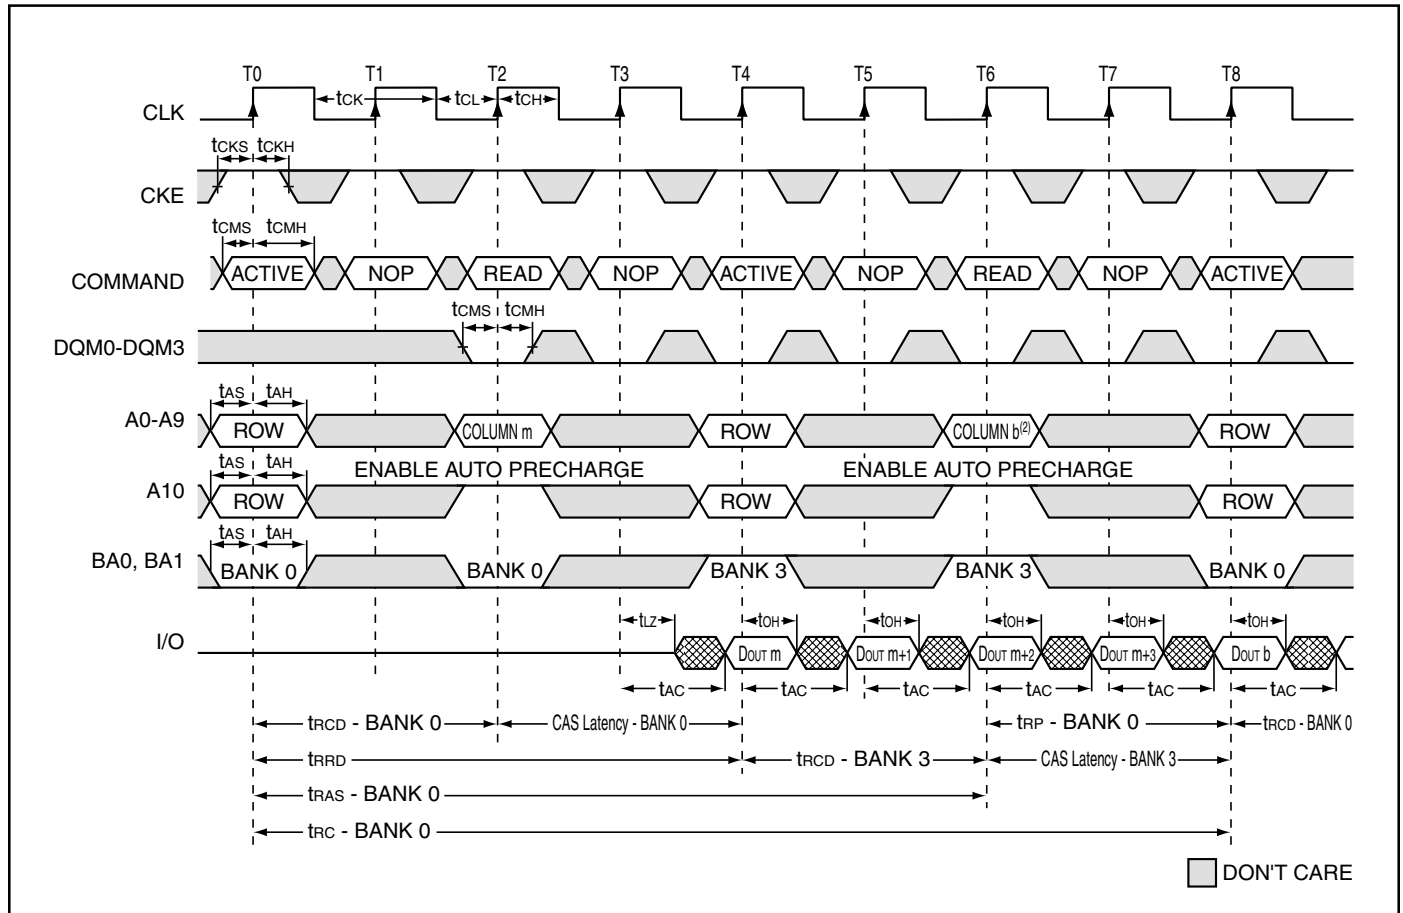 T0 T1 T2 T3 T4 T5 T6 T7 T8
CLK tCK tCL tCH
tCKS tCKH
CKE
tCMS tCMH
COMMAND ACTIVE NOP READ NOP ACTIVE NOP READ NOP ACTIVE
tCMS tCMH
DQM0-DQM3
tAS tAH
A0-A9 ROW COLUMN m ROW COLUMN b(2) ROW
tAS tAH ENABLE AUTO PRECHARGE ENABLE AUTO PRECHARGE
A10 ROW ROW ROW
tAS tAH
BA0, BA1 BANK 0 BANK 0 BANK 3 BANK 3 BANK 0
tLZ tOH tOH tOH tOH tOH
I/O DOUT m DOUT m+1 DOUT m+2 DOUT m+3 DOUT b
tAC tAC tAC tAC tAC tAC
tRCD - BANK 0 CAS Latency - BANK 0 tRP - BANK 0 tRCD - BANK 0
tRRD tRCD - BANK 3 CAS Latency - BANK 3
tRAS - BANK 0
tRC - BANK 0
DON'T CARE